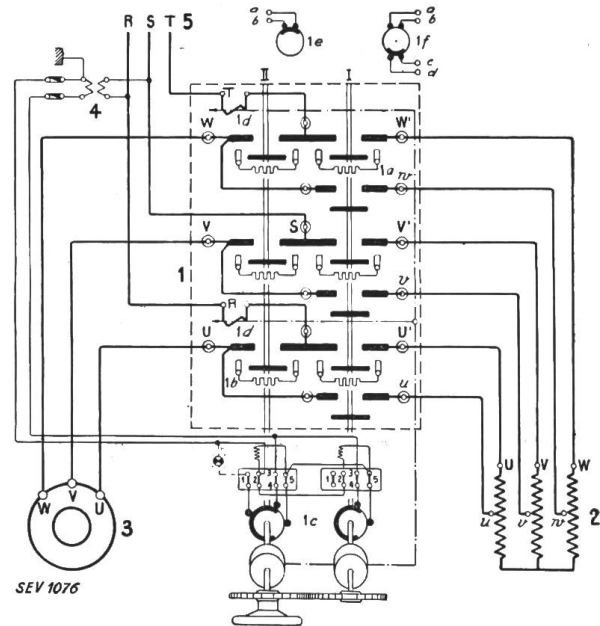 R S T 5
a
b
1e
a
b
1f
c
d
4
II I
T
1d
W W'
1a
w
V S V'
1
v
R
1d
U U'
1b u
1 2 3 4 5
1 2 3 4 5
1c
W V U
3
U V W
u v w
2
SEV 1076